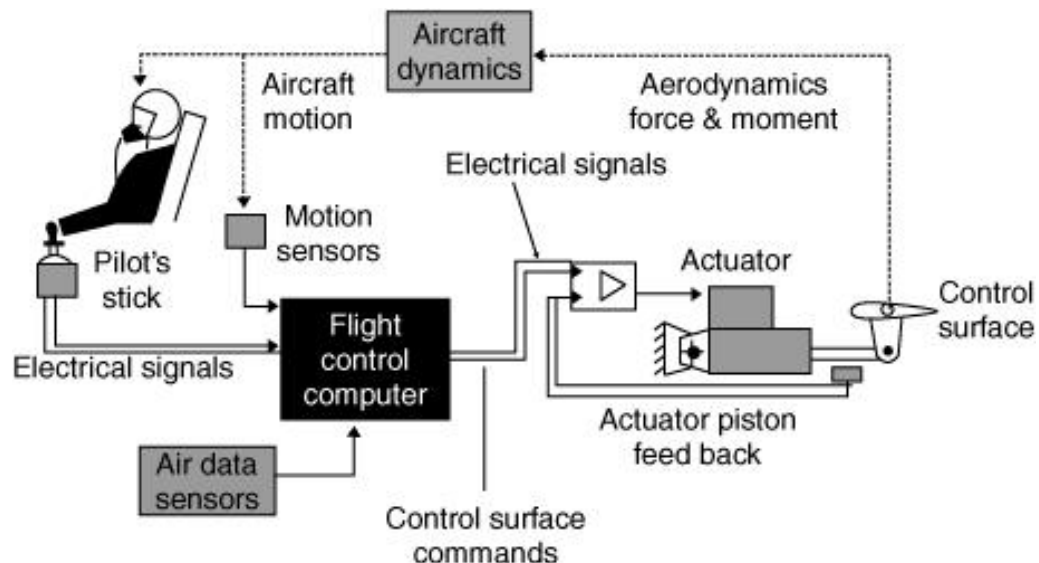 Aircraft
dynamics
Aircraft
motion
Aerodynamics
force & moment
Electrical signals
Motion
sensors
Pilot's
stick
Actuator
Control
surface
Flight
control
computer
Electrical signals
Actuator piston
feed back
Air data
sensors
Control surface
commands